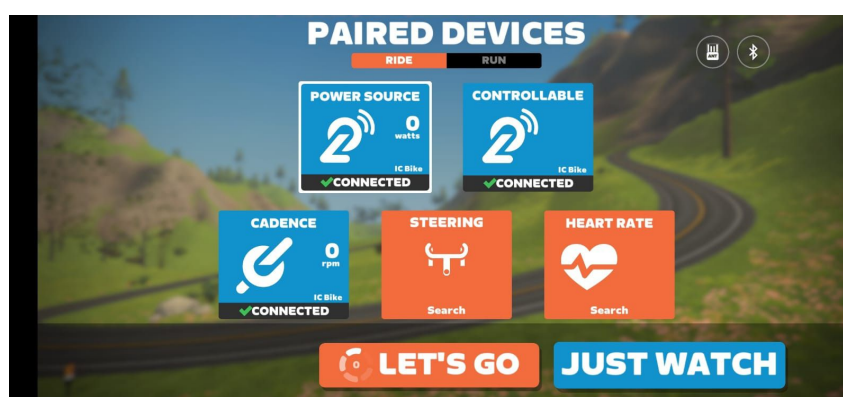 PAIRED DEVICES
RIDE
RUN
ANT
POWER SOURCE
0
watts
IC Bike
CONNECTED
CONTROLLABLE
IC Bike
CONNECTED
CADENCE
0
rpm
IC Bike
CONNECTED
STEERING
Search
HEART RATE
Search
LET'S GO
JUST WATCH